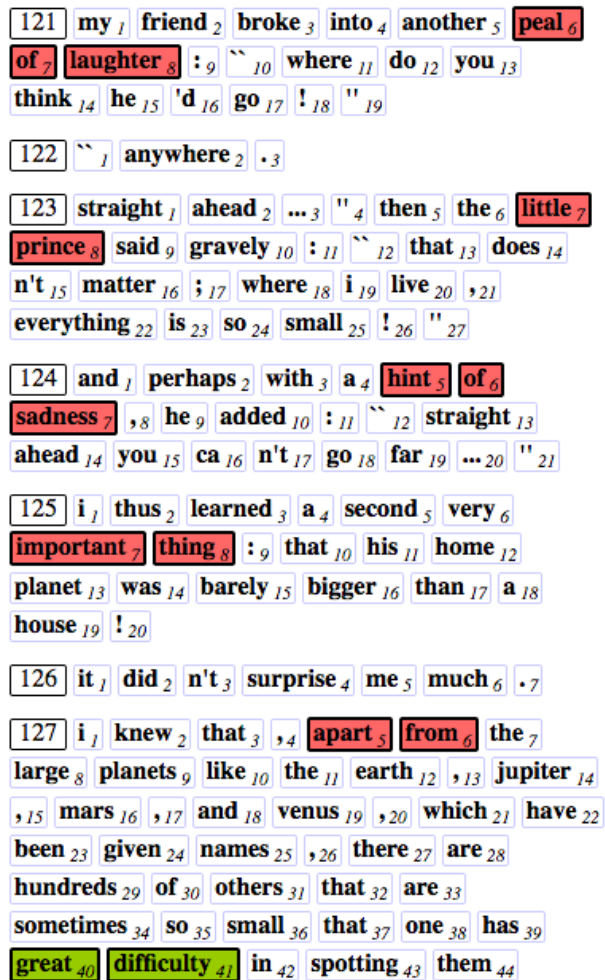 121 my 1 friend 2 broke 3 into 4 another 5 peal 6
of 7 laughter 8 : 9 `` 10 where 11 do 12 you 13
think 14 he 15 'd 16 go 17 ! 18 '' 19
122 `` 1 anywhere 2 . 3
123 straight 1 ahead 2 ... 3 '' 4 then 5 the 6 little 7
prince 8 said 9 gravely 10 : 11 `` 12 that 13 does 14
n't 15 matter 16 ; 17 where 18 i 19 live 20 , 21
everything 22 is 23 so 24 small 25 ! 26 '' 27
124 and 1 perhaps 2 with 3 a 4 hint 5 of 6
sadness 7 , 8 he 9 added 10 : 11 `` 12 straight 13
ahead 14 you 15 ca 16 n't 17 go 18 far 19 ... 20 '' 21
125 i 1 thus 2 learned 3 a 4 second 5 very 6
important 7 thing 8 : 9 that 10 his 11 home 12
planet 13 was 14 barely 15 bigger 16 than 17 a 18
house 19 ! 20
126 it 1 did 2 n't 3 surprise 4 me 5 much 6 . 7
127 i 1 knew 2 that 3 , 4 apart 5 from 6 the 7
large 8 planets 9 like 10 the 11 earth 12 , 13 jupiter 14
, 15 mars 16 , 17 and 18 venus 19 , 20 which 21 have 22
been 23 given 24 names 25 , 26 there 27 are 28
hundreds 29 of 30 others 31 that 32 are 33
sometimes 34 so 35 small 36 that 37 one 38 has 39
great 40 difficulty 41 in 42 spotting 43 them 44